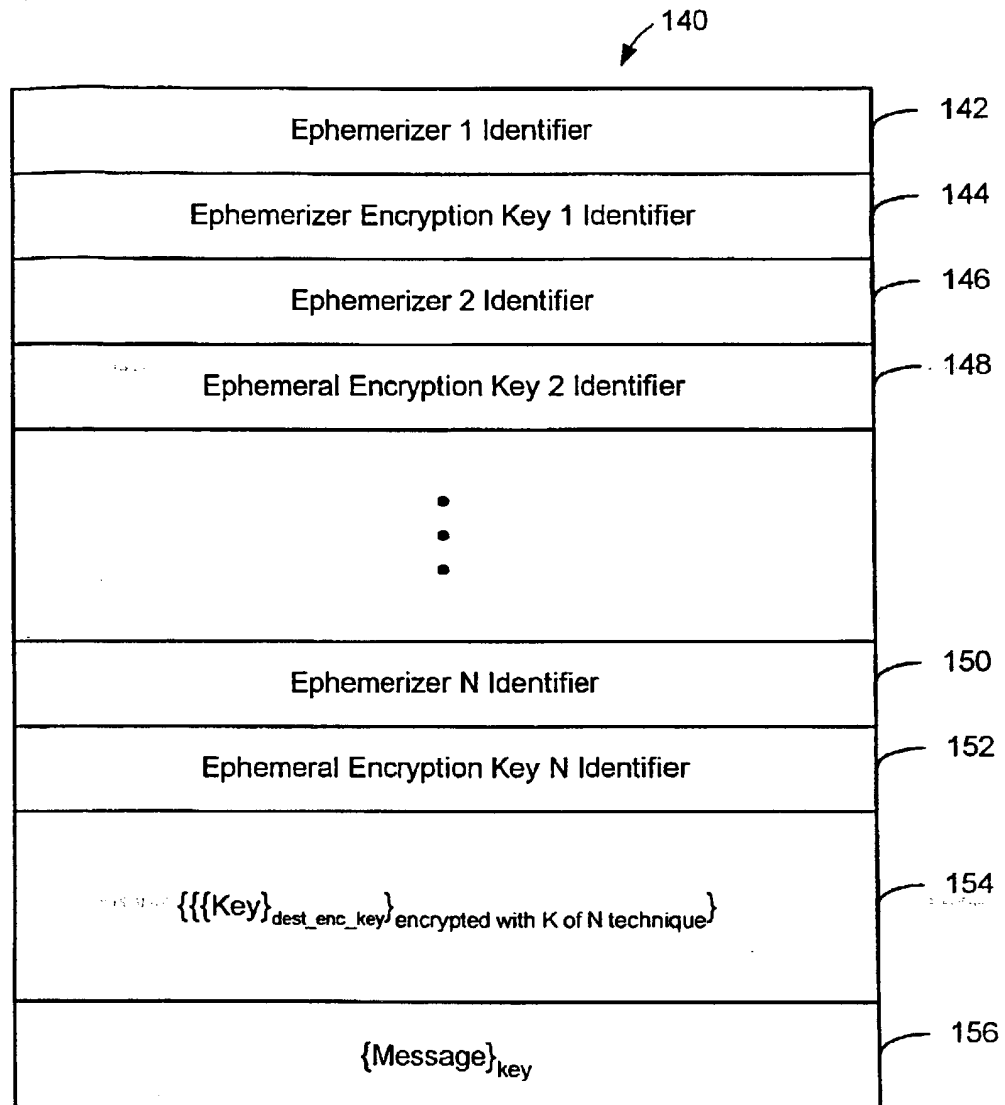 140
Ephemerizer 1 Identifier
142
Ephemerizer Encryption Key 1 Identifier
144
Ephemerizer 2 Identifier
146
Ephemeral Encryption Key 2 Identifier
148
Ephemerizer N Identifier
150
Ephemeral Encryption Key N Identifier
152
{{{Key}dest_enc_key}encrypted with K of N technique}
154
{Message}key
156